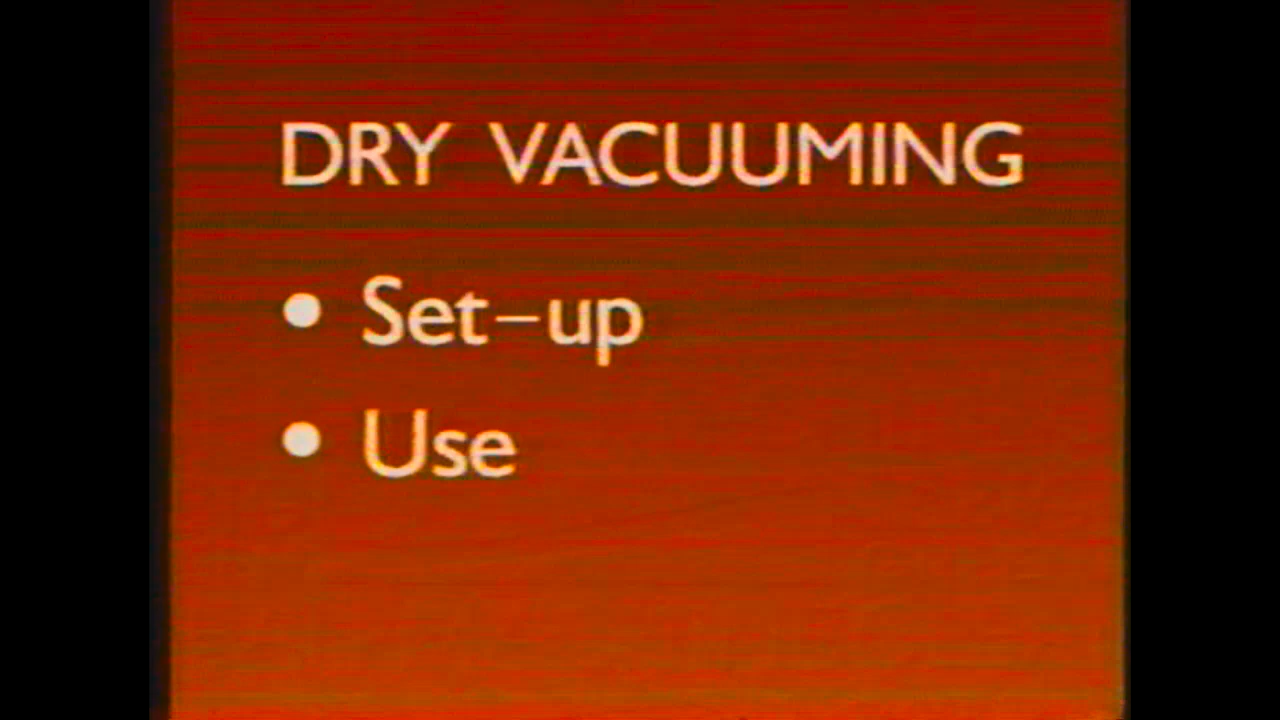 DRY VACUUMING
• Set-up
• Use